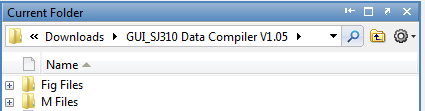 Current Folder
« Downloads ▸ GUI_SJ310 Data Compiler V1.05 ▸
Name
Fig Files
M Files